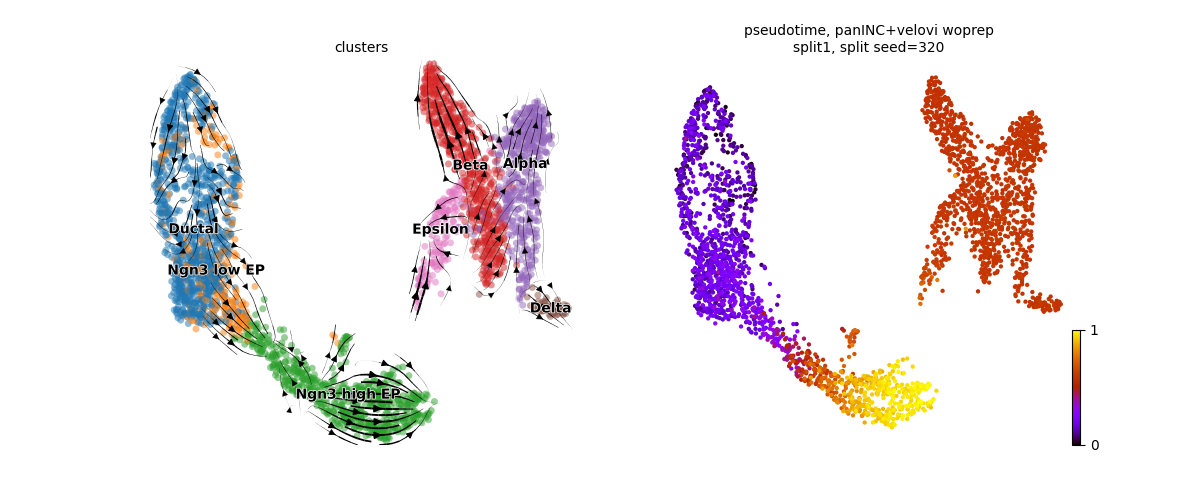 clusters
pseudotime, panINC+velovi woprep
split1, split seed=320
Beta
Alpha
Ductal
Epsilon
Ngn3 low EP
Delta
Ngn3 high EP
1
0